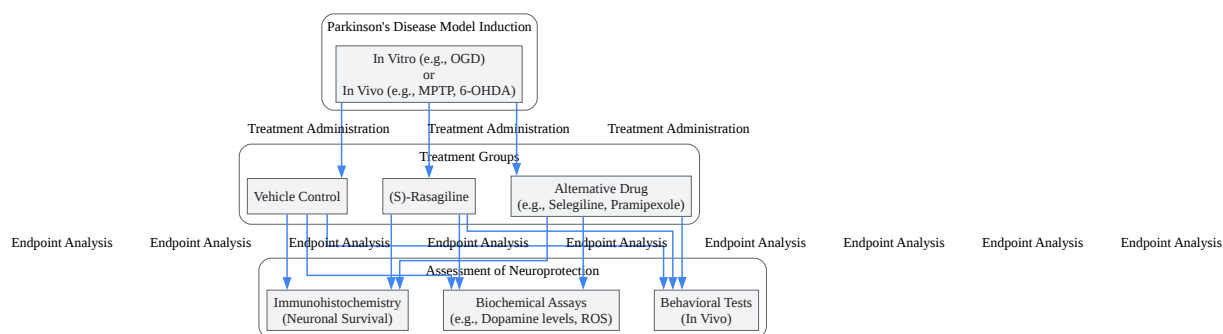 Parkinson's Disease Model Induction
In Vitro (e.g., OGD)
or
In Vivo (e.g., MPTP, 6-OHDA)
Treatment Administration
Treatment Administration
Treatment Administration
Treatment Groups
Vehicle Control
(S)-Rasagiline
Alternative Drug
(e.g., Selegiline, Pramipexole)
Endpoint Analysis
Endpoint Analysis
Endpoint Analysis
Endpoint Analysis
Endpoint Analysis
Endpoint Analysis
Endpoint Analysis
Endpoint Analysis
Endpoint Analysis
Assessment of Neuroprotection
Immunohistochemistry
(Neuronal Survival)
Biochemical Assays
(e.g., Dopamine levels, ROS)
Behavioral Tests
(In Vivo)